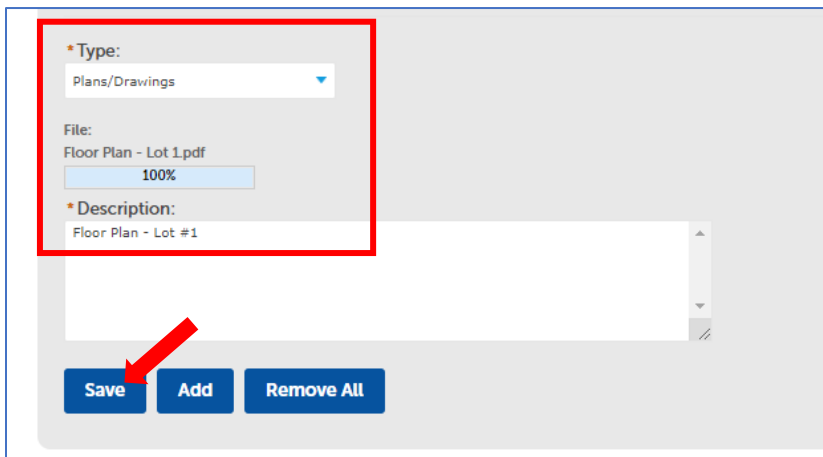 *Type:
Plans/Drawings
File:
Floor Plan - Lot 1.pdf
100%
*Description:
Floor Plan - Lot #1
Save Add Remove All